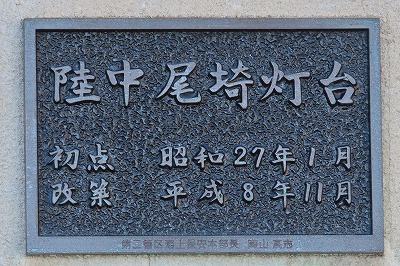 陸中尾埼灯台
初点 昭和27年1月
改築 平成8年11月
第二管区海上保安本部長